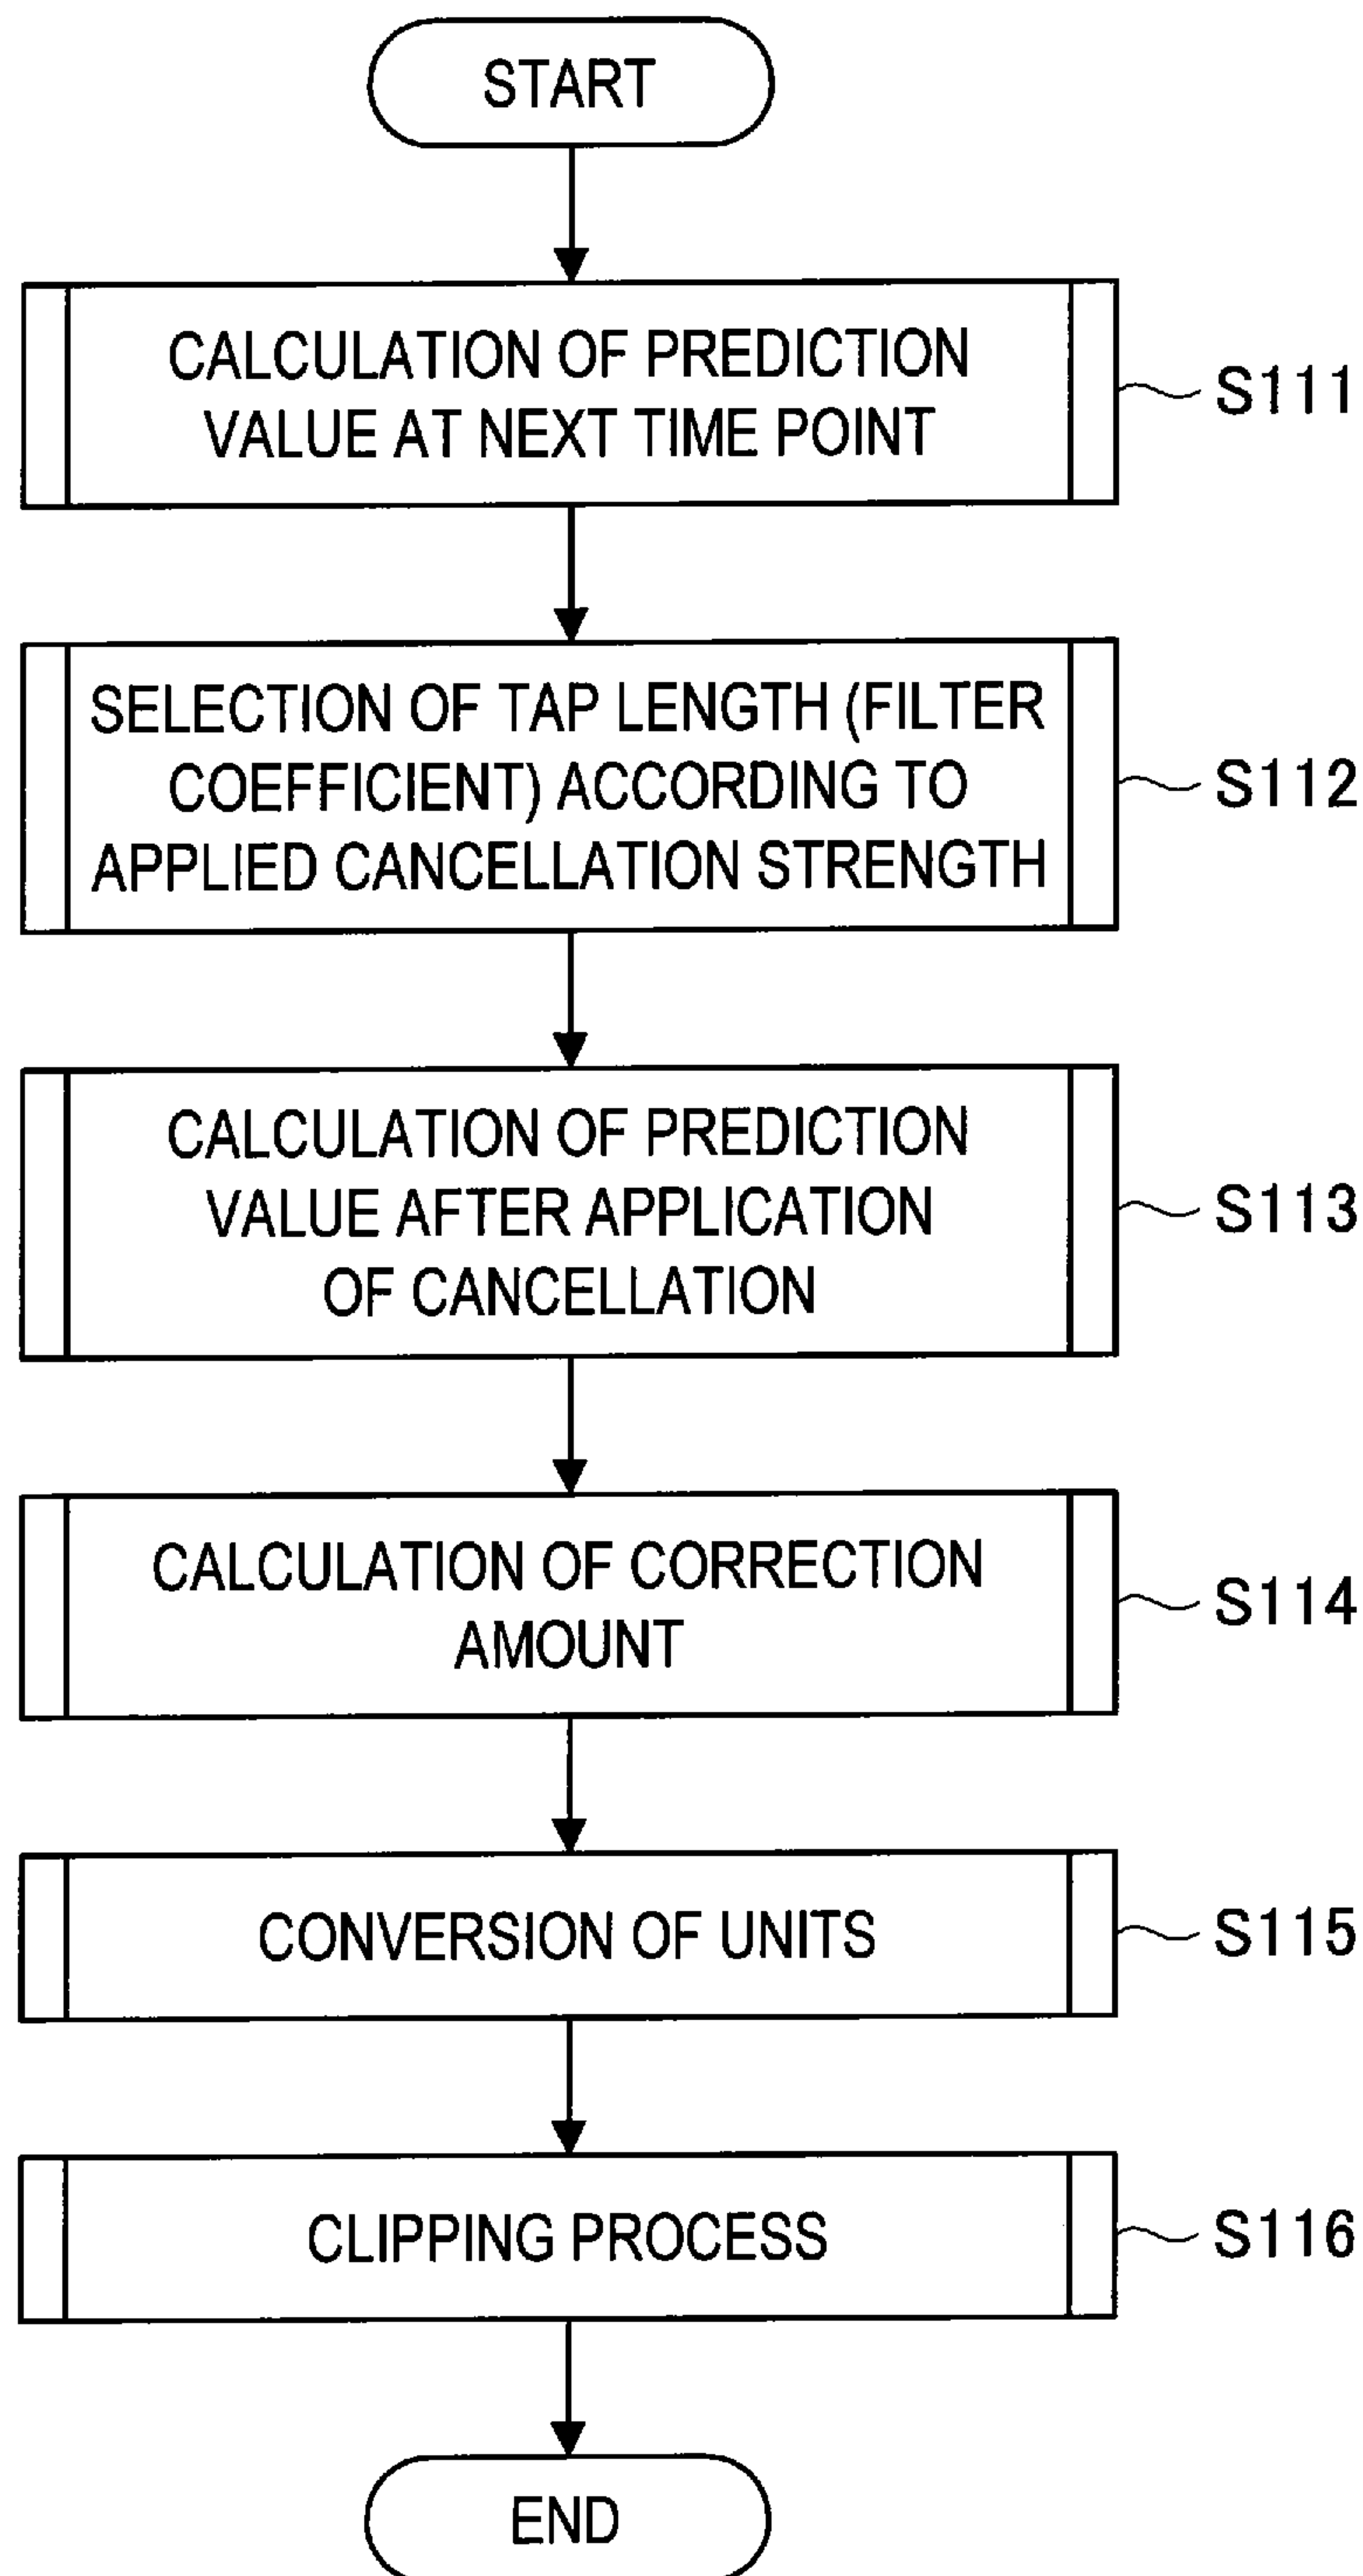 START
CALCULATION OF PREDICTION
VALUE AT NEXT TIME POINT
S111
SELECTION OF TAP LENGTH (FILTER
COEFFICIENT) ACCORDING TO
APPLIED CANCELLATION STRENGTH
S112
CALCULATION OF PREDICTION
VALUE AFTER APPLICATION
OF CANCELLATION
S113
CALCULATION OF CORRECTION
AMOUNT
S114
CONVERSION OF UNITS
S115
CLIPPING PROCESS
S116
END